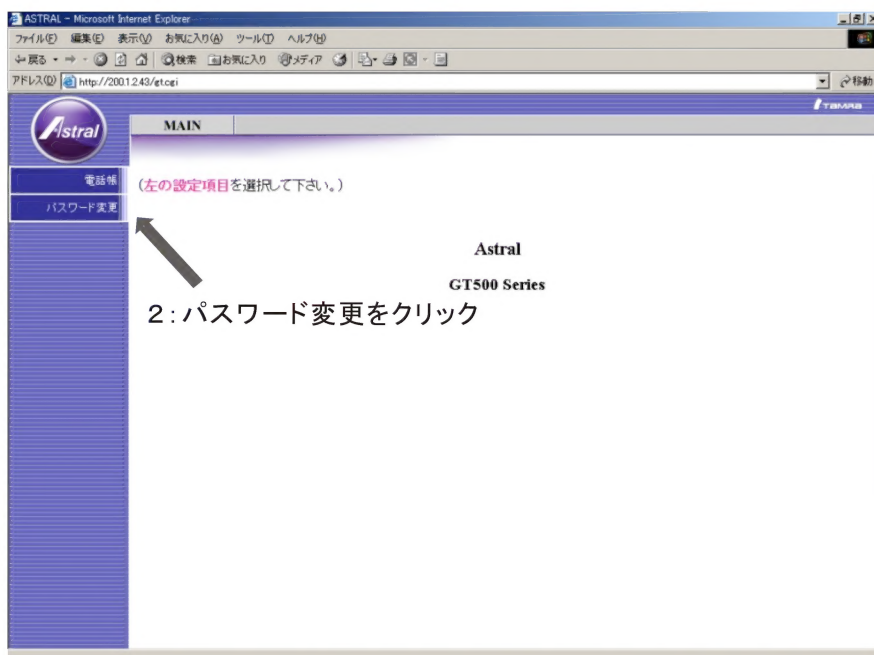 ASTRAL - Microsoft Internet Explorer
ファイル(F) 編集(E) 表示(V) お気に入り(A) ツール(T) ヘルプ(H)
戻る 検索 お気に入り メディア
アドレス(D) http://200.1.2.43/gt.cgi 移動
TAMRA
Astral
MAIN
電話帳
(左の設定項目を選択して下さい。)
パスワード変更
Astral
GT500 Series
2:パスワード変更をクリック